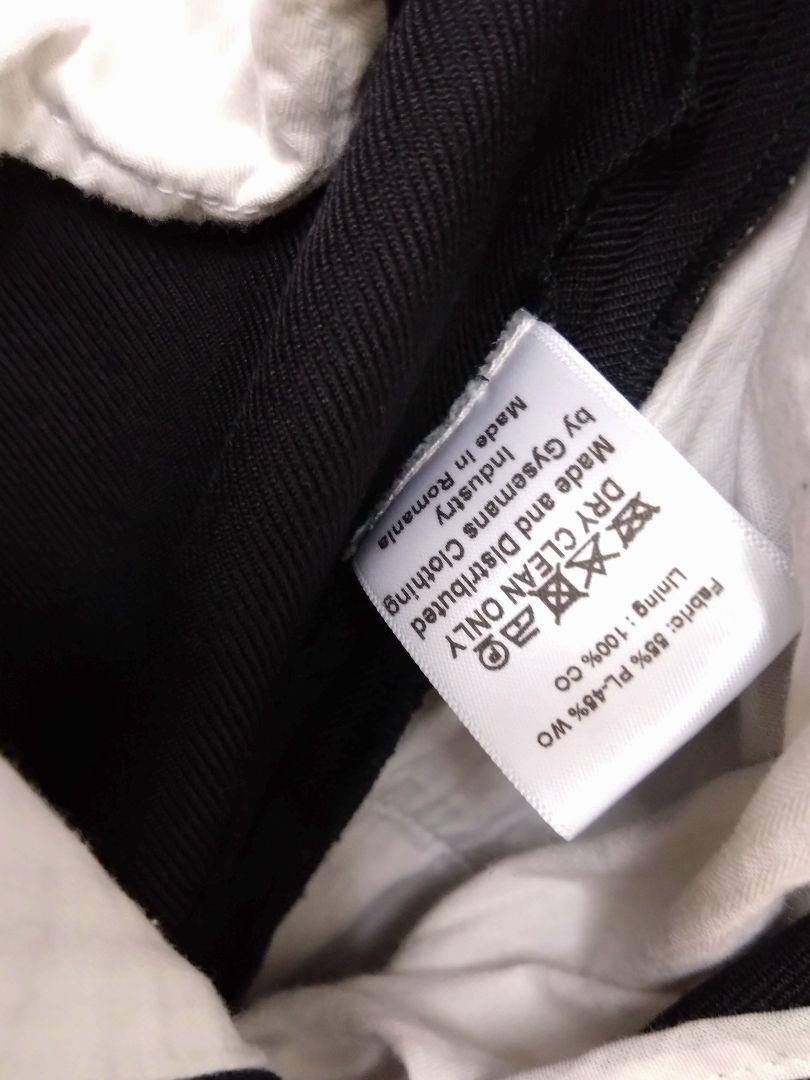 Fabric: 55% PL-45% WO
Lining : 100% CO
DRY CLEAN ONLY
Made and Distributed
by Gysemans Clothing
Industry
Made in Romania